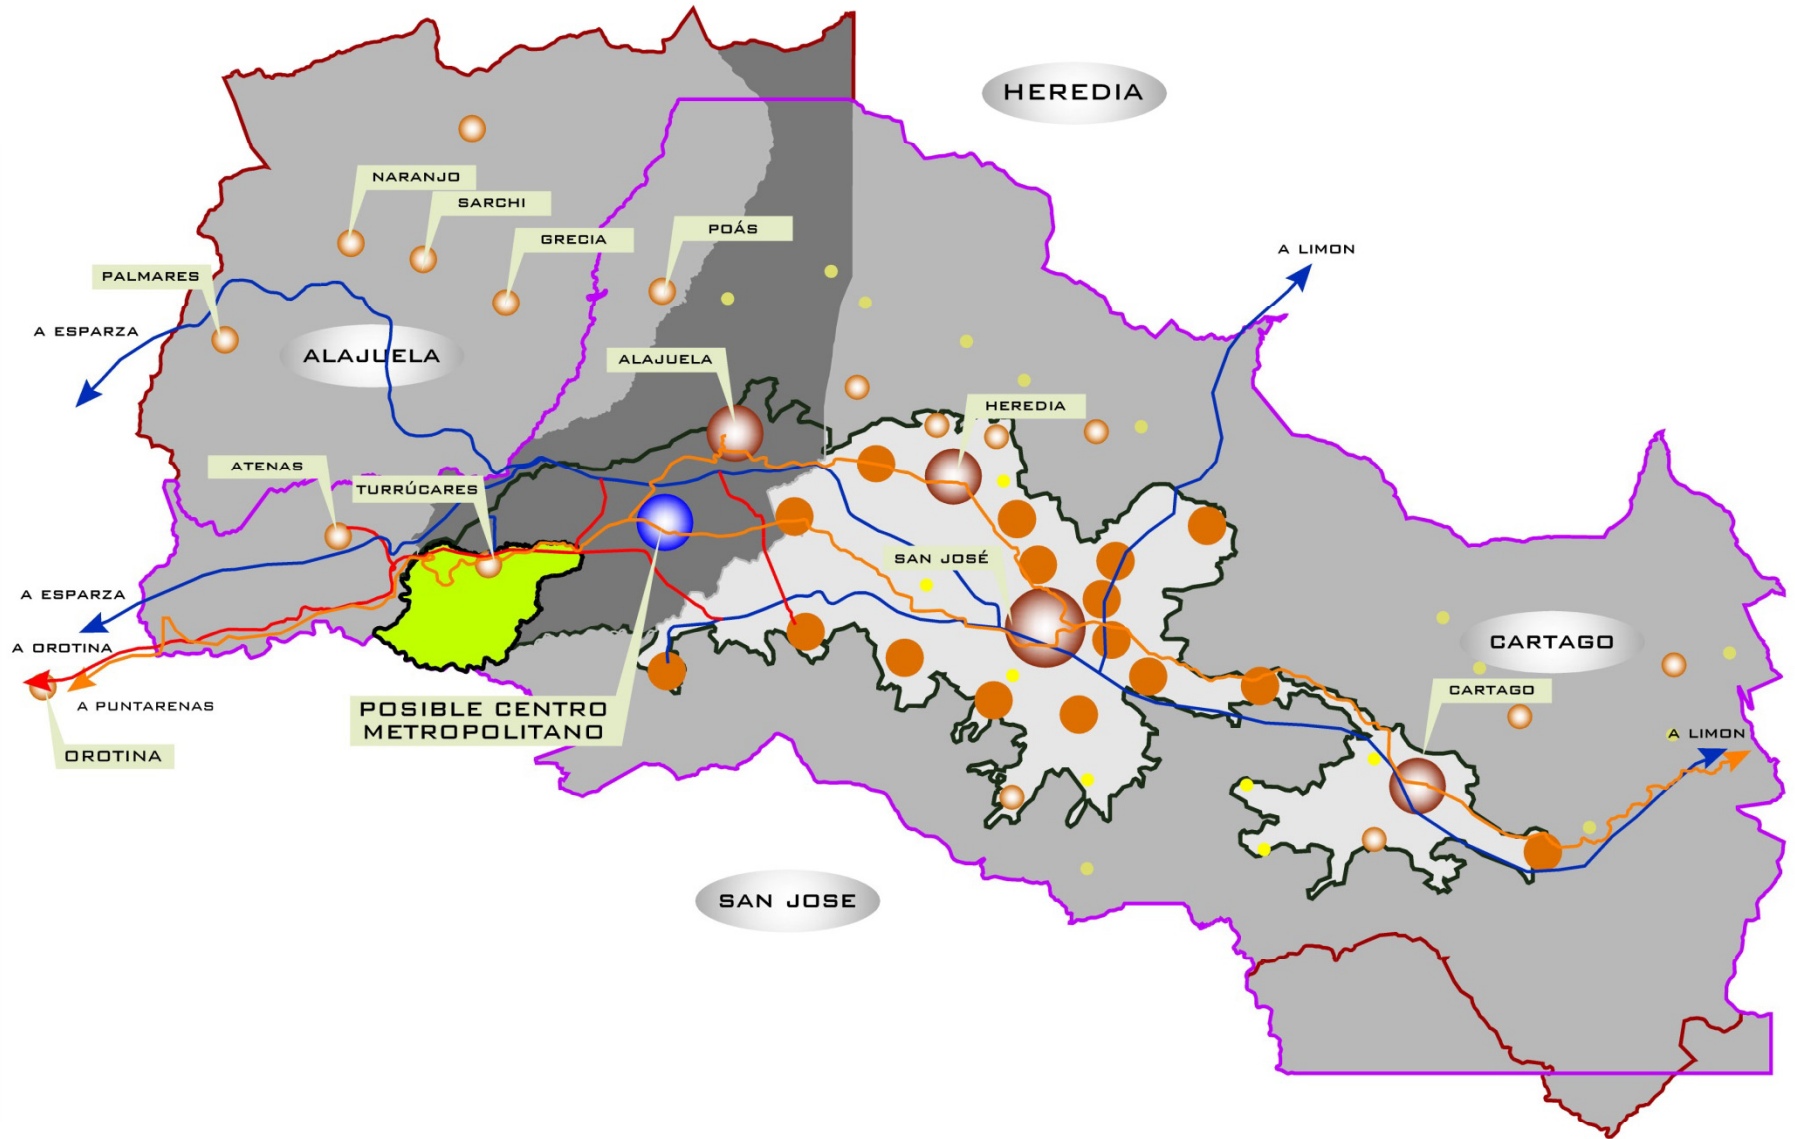 HEREDIA
NARANJO
SARCHI
POÁS
GRECIA
A LIMON
PALMARES
A ESPARZA
ALAJUELA
ALAJUELA
HEREDIA
ATENAS
TURRÚCARES
SAN JOSÉ
A ESPARZA
A OROTINA
CARTAGO
CARTAGO
A PUNTARENAS
POSIBLE CENTRO
METROPOLITANO
A LIMON
OROTINA
SAN JOSE